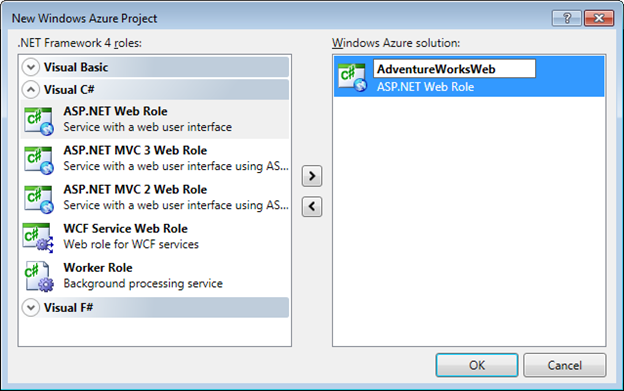 New Windows Azure Project
.NET Framework 4 roles:
Visual Basic
Visual C#
ASP.NET Web Role
Service with a web user interface
ASP.NET MVC 3 Web Role
Service with a web user interface using AS...
ASP.NET MVC 2 Web Role
Service with a web user interface using AS...
WCF Service Web Role
Web role for WCF services
Worker Role
Background processing service
Visual F#
Windows Azure solution:
AdventureWorksWeb
ASP.NET Web Role
OK
Cancel